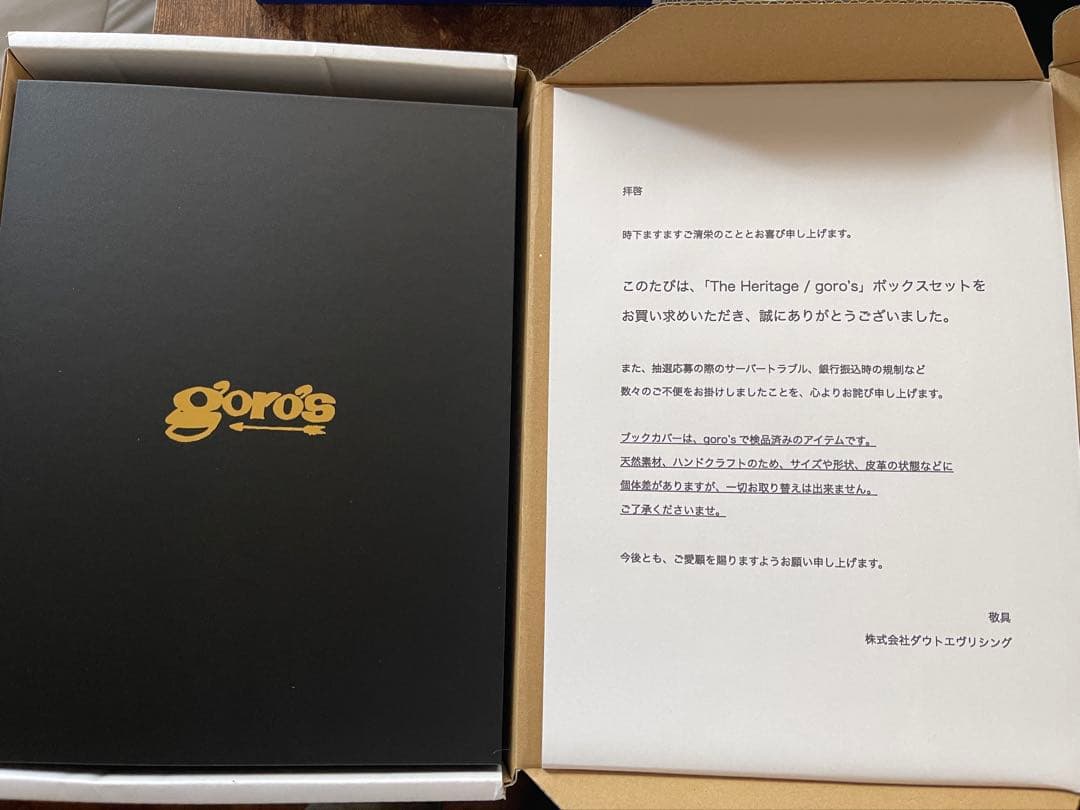 goro's
拝啓
時下ますますご清栄のこととお喜び申し上げます。
このたびは、「The Heritage / goro's」ボックスセットを
お買い求めいただき、誠にありがとうございました。
また、抽選応募の際のサーバートラブル、銀行振込時の規制など
数々のご不便をお掛けしましたことを、心よりお詫び申し上げます。
ブックカバーは、goro'sで検品済みのアイテムです。
天然素材、ハンドクラフトのため、サイズや形状、皮革の状態などに
個体差がありますが、一切お取り替えは出来ません。
ご了承くださいませ。
今後とも、ご愛顧を賜りますようお願い申し上げます。
敬具
株式会社ダウトエヴリシング